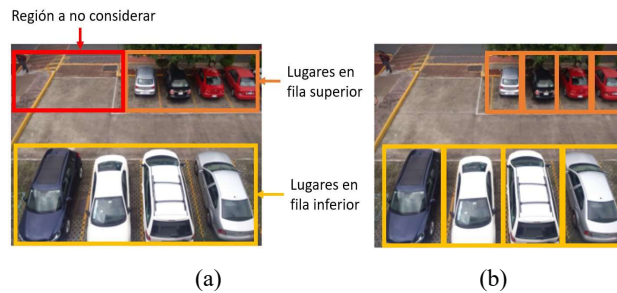 Región a no considerar
Lugares en
fila superior
Lugares en
fila inferior
(a)
(b)